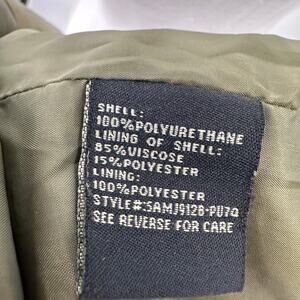 SHELL:
100%POLYURETHANE
LINING OF SHELL:
85%VISCOSE
15%POLYESTER
LINING:
100%POLYESTER
STYLE#:SAMJ912B-PU7Q
SEE REVERSE FOR CARE